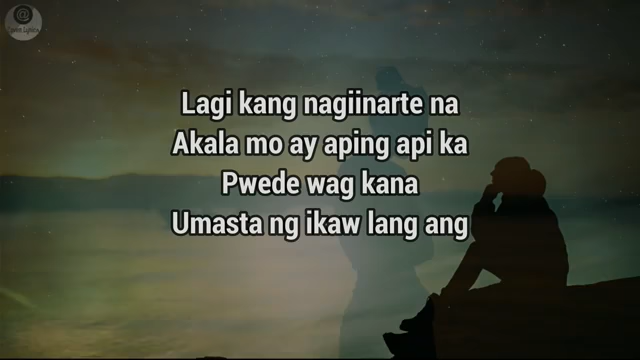 Lagi kang nagiinarte na
Akala mo ay aping api ka
Pwede wag kana
Umasta ng ikaw lang ang